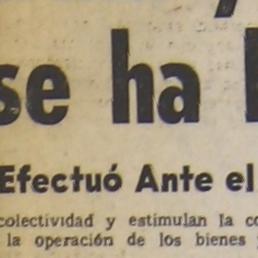 se ha
Efectuó Ante el
colectividad y estimulan la
la operación de los bienes